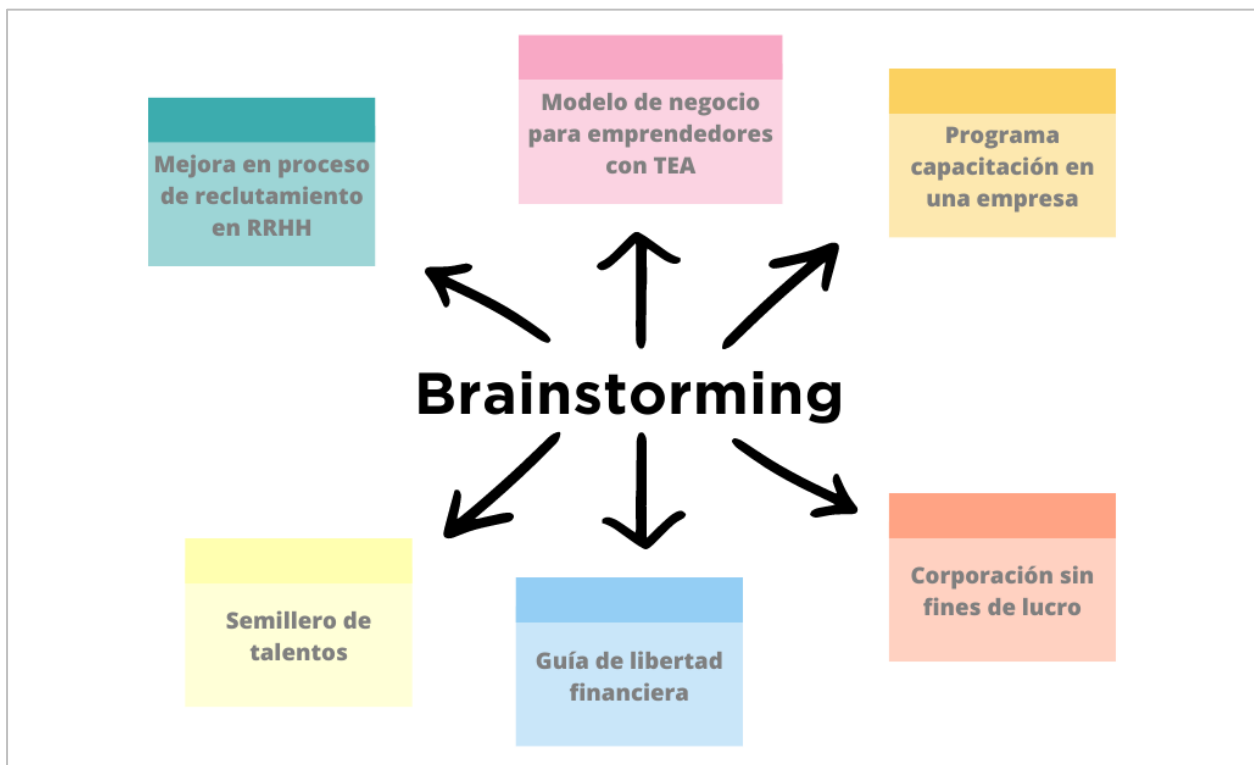 Modelo de negocio
para emprendedores
con TEA
Mejora en proceso
de reclutamiento
en RRHH
Programa
capacitación en
una empresa
Brainstorming
Semillero de
talentos
Guía de libertad
financiera
Corporación sin
fines de lucro